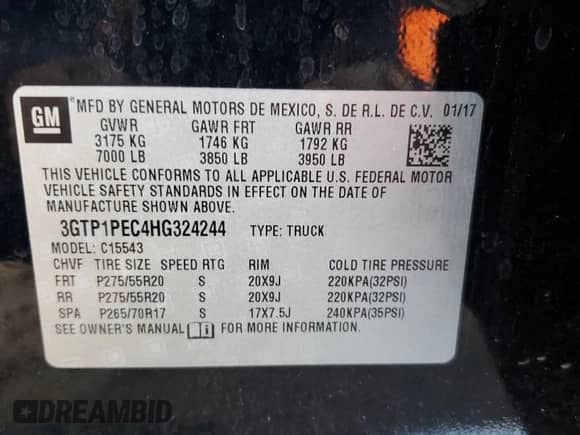 GM ®MFD BY GENERAL MOTORS DE MEXICO, S. DE R.L. DE C.V. 01/17
GVWR GAWR FRT GAWR RR
3175 KG 1746 KG 1792 KG
7000 LB 3850 LB 3950 LB
THIS VEHICLE CONFORMS TO ALL APPLICABLE U.S. FEDERAL MOTOR
VEHICLE SAFETY STANDARDS IN EFFECT ON THE DATE OF
MANUFACTURE SHOWN ABOVE.
3GTP1PEC4HG324244 TYPE: TRUCK
MODEL: C15543
CHVF TIRE SIZE SPEED RTG RIM COLD TIRE PRESSURE
FRT P275/55R20 S 20X9J 220KPA(32PSI)
RR P275/55R20 S 20X9J 220KPA(32PSI)
SPA P265/70R17 S 17X7.5J 240KPA(35PSI)
SEE OWNER'S MANUAL FOR MORE INFORMATION.
DREAMBID